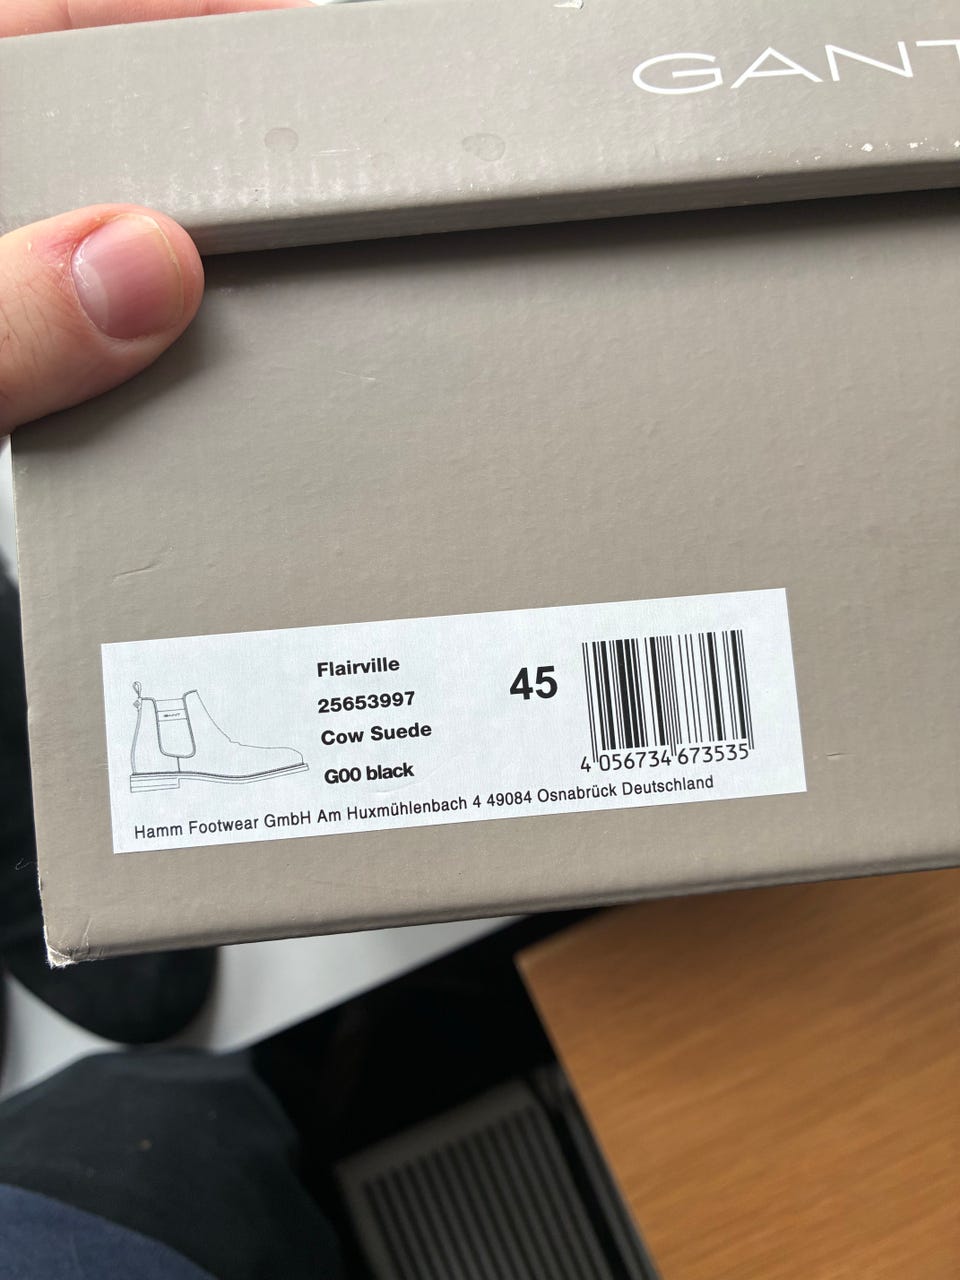 GANT
Flairville
25653997
Cow Suede
G00 black
45
GANT
4 056734 673535
Hamm Footwear GmbH Am Huxmühlenbach 4 49084 Osnabrück Deutschland